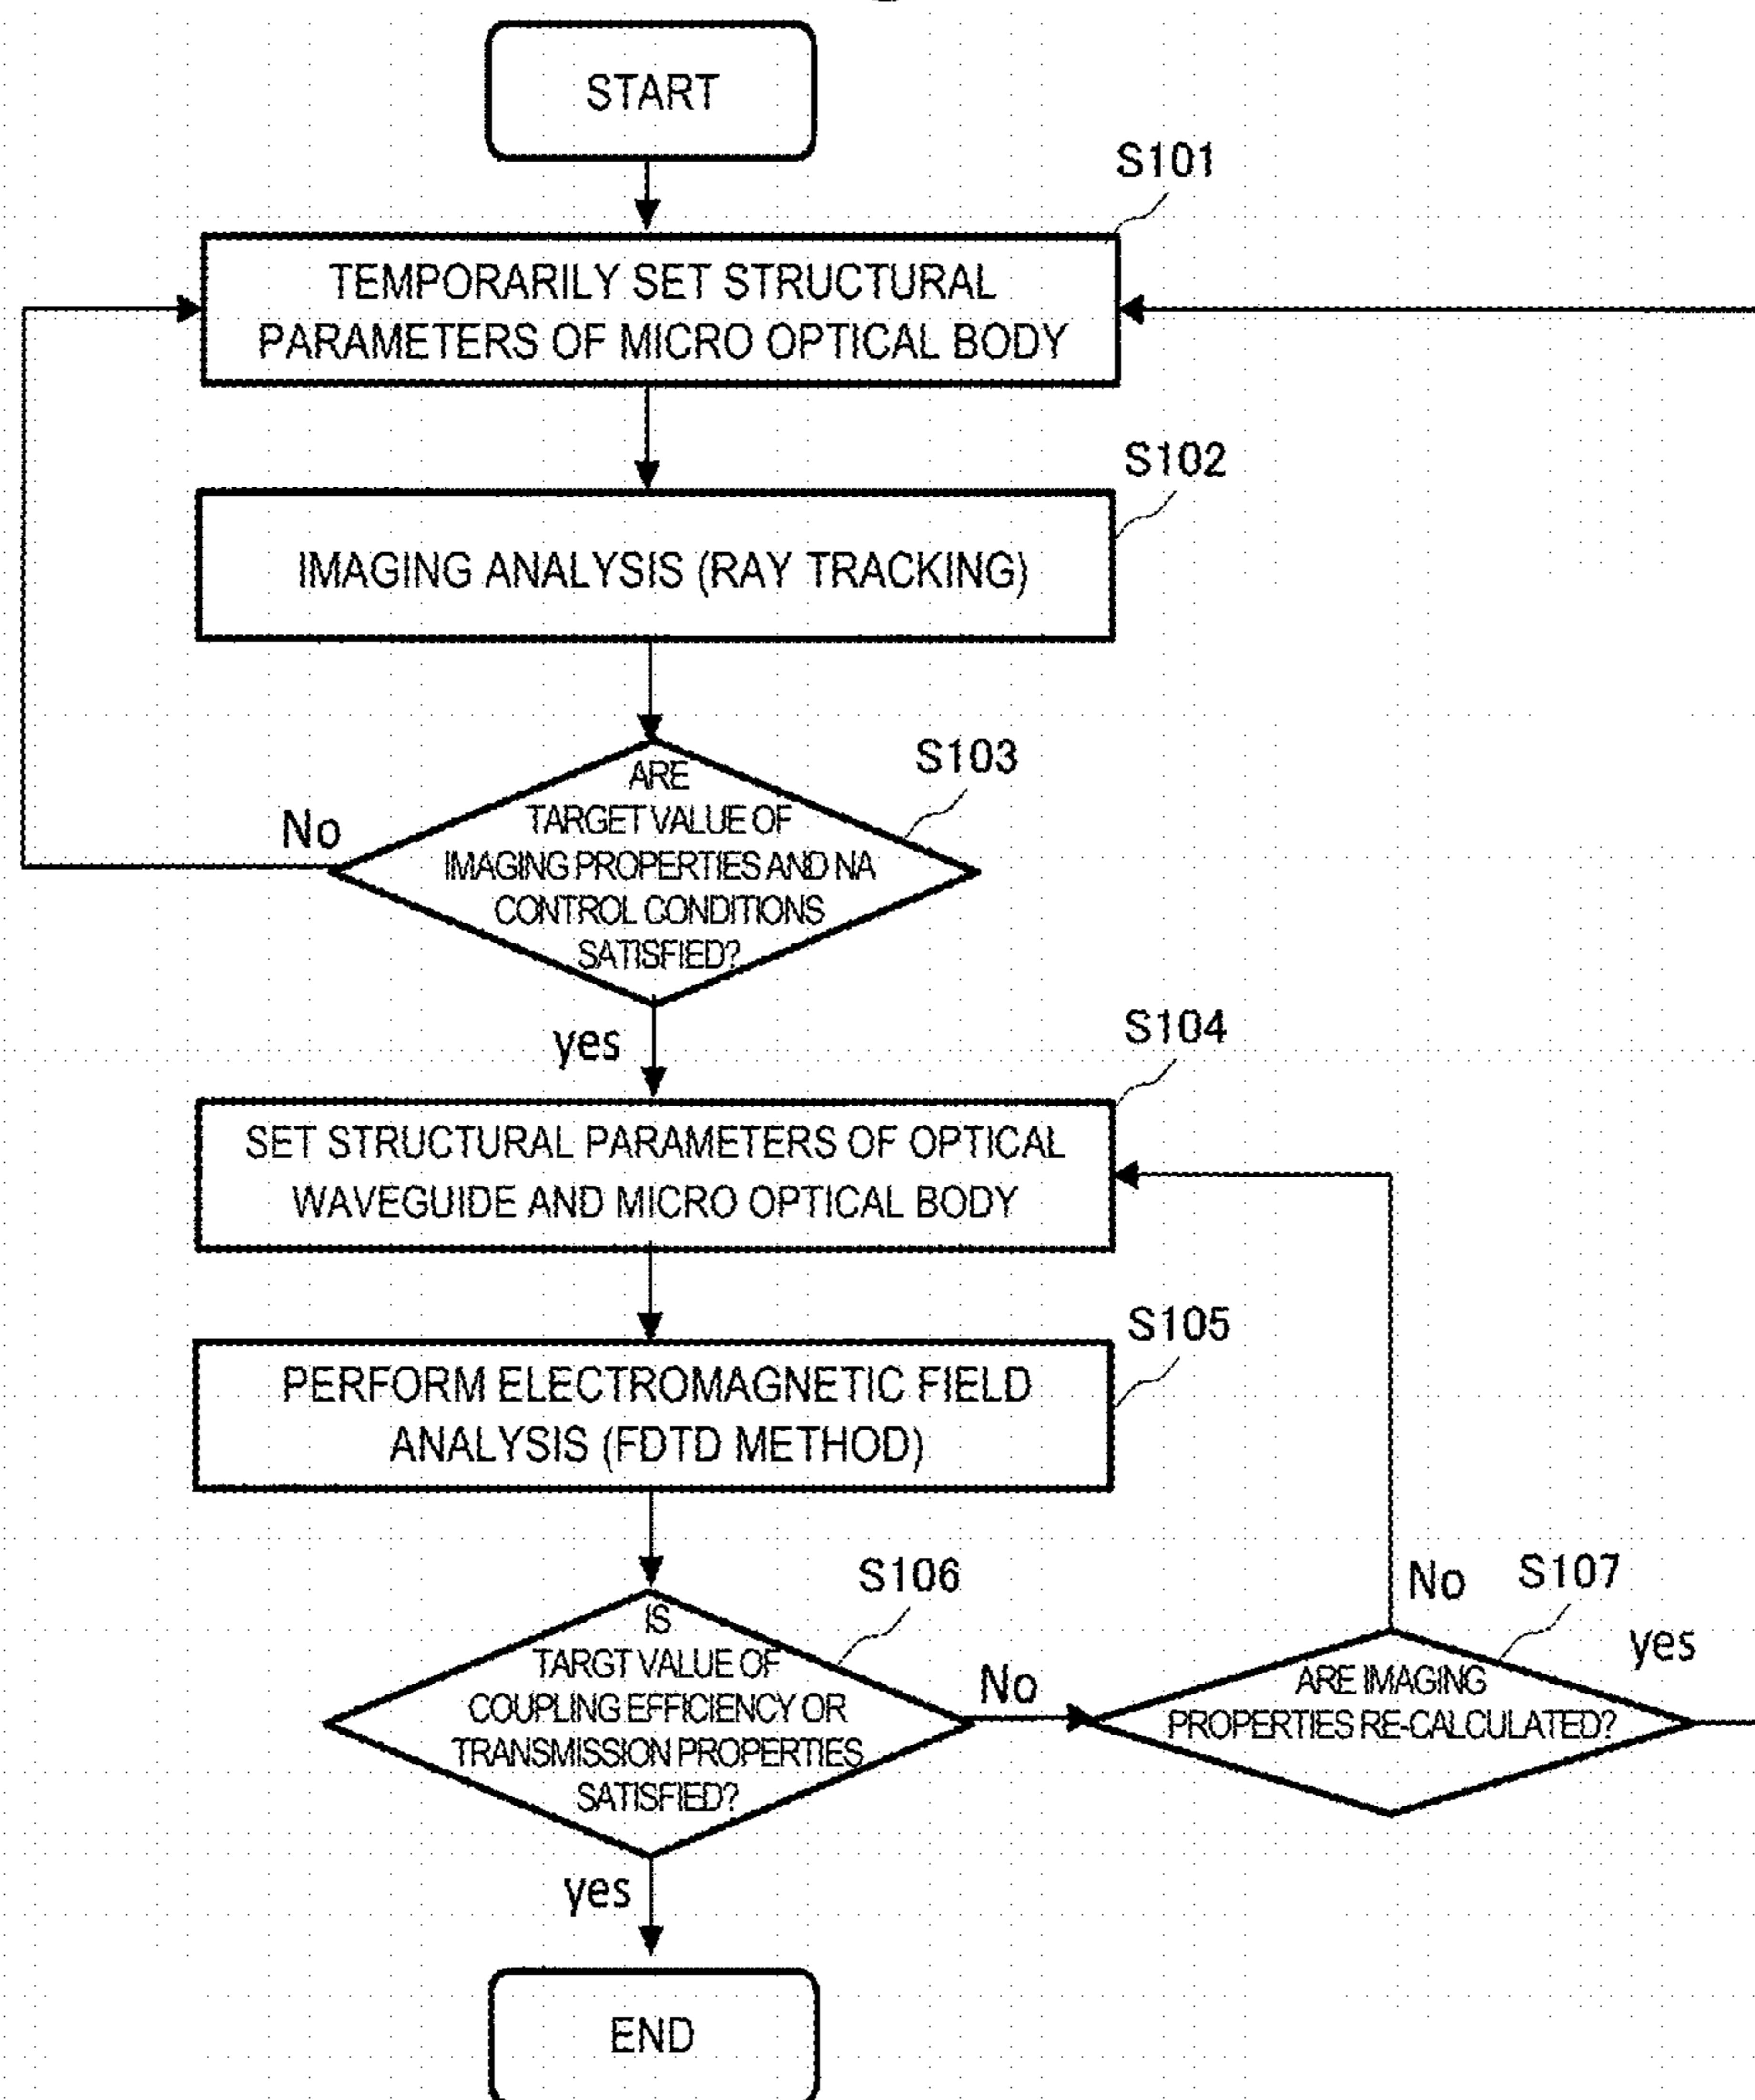 START
S101
TEMPORARILY SET STRUCTURAL
PARAMETERS OF MICRO OPTICAL BODY
S102
IMAGING ANALYSIS (RAY TRACKING)
S103
ARE
TARGET VALUE OF
IMAGING PROPERTIES AND NA
CONTROL CONDITIONS
SATISFIED?
No
yes
S104
SET STRUCTURAL PARAMETERS OF OPTICAL
WAVEGUIDE AND MICRO OPTICAL BODY
S105
PERFORM ELECTROMAGNETIC FIELD
ANALYSIS (FDTD METHOD)
S106
IS
TARGT VALUE OF
COUPLING EFFICIENCY OR
TRANSMISSION PROPERTIES
SATISFIED?
No
No
S107
yes
ARE IMAGING
PROPERTIES RE-CALCULATED?
yes
END